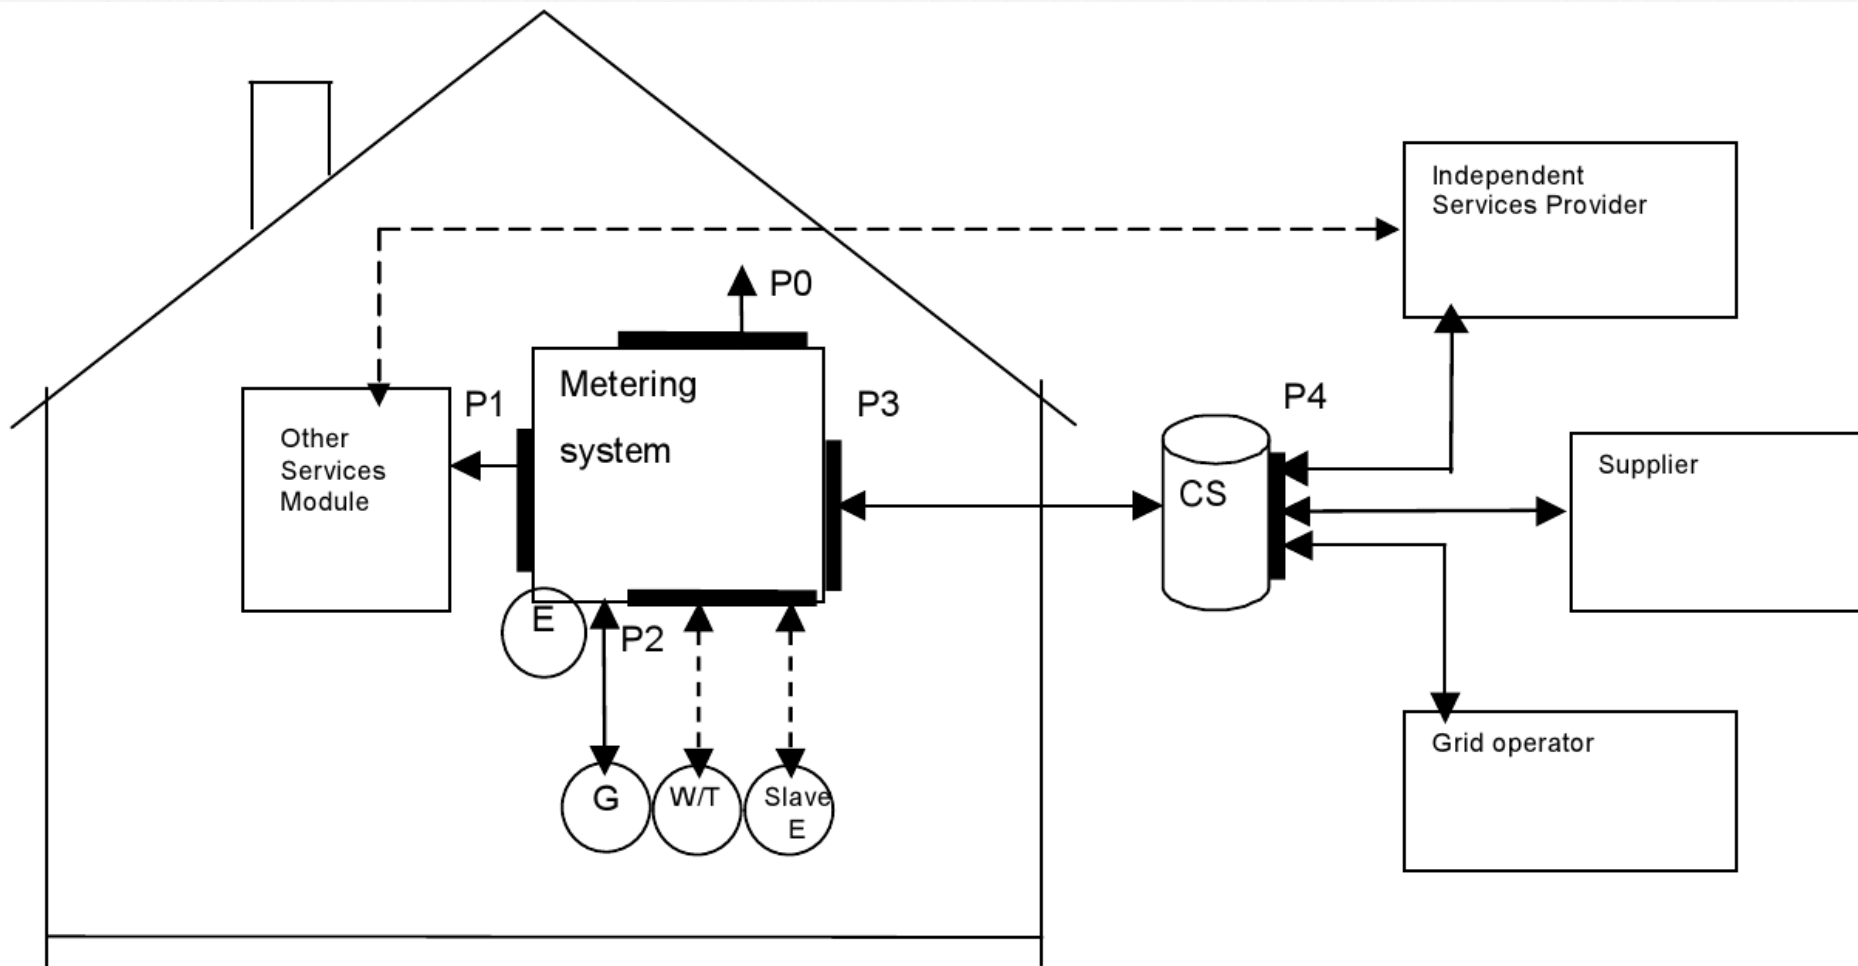 Independent
Services Provider
P0
Metering
system
P1
P3
P4
Other
Services
Module
CS
Supplier
E
P2
G
W/T
Slave
E
Grid operator